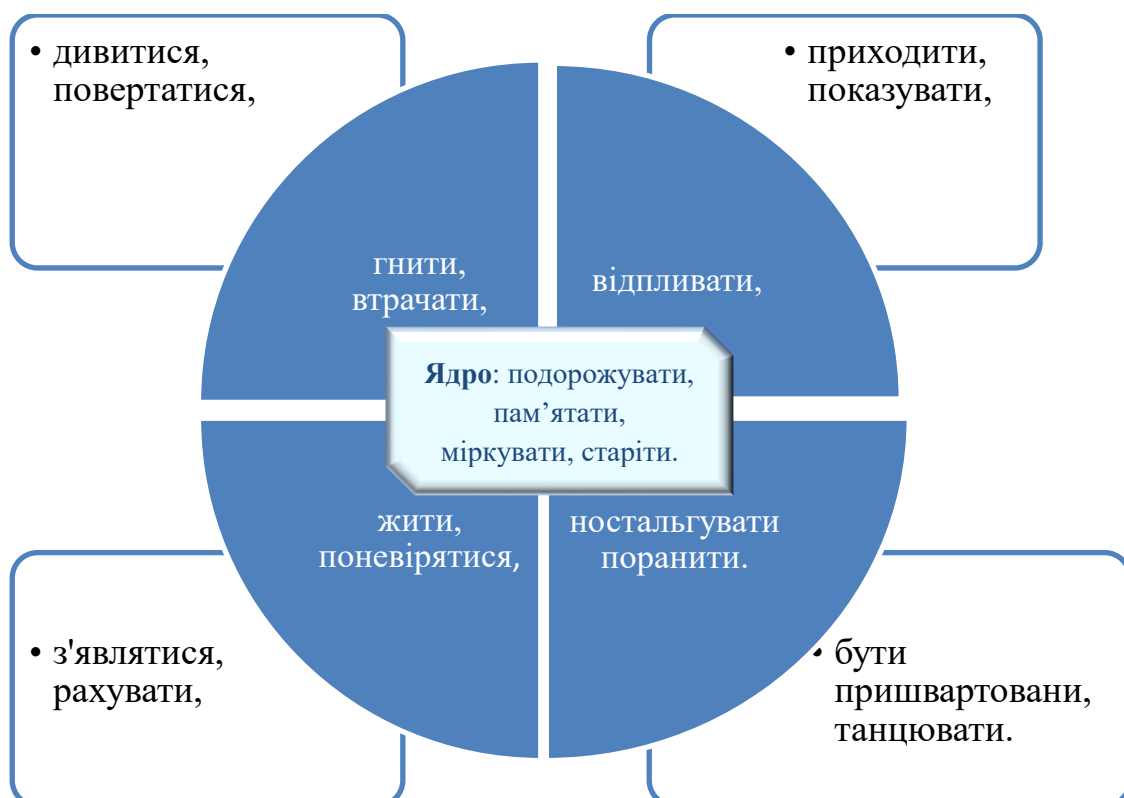 • дивитися,
повертатися,
• приходити,
показувати,
гнити,
втрачати,
відпливати,
Ядро: подорожувати,
пам’ятати,
міркувати, старіти.
жити,
поневірятися,
ностальгувати
поранити.
• з'являтися,
рахувати,
• бути
пришвартовани,
танцювати.